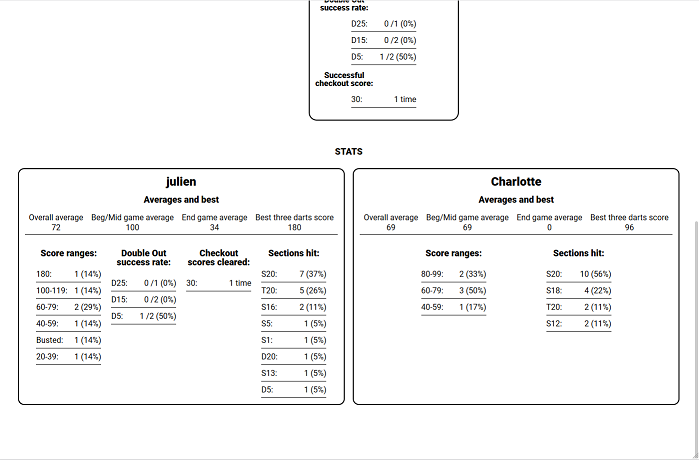 Double Out
success rate:
D25: 0/1 (0%)
D15: 0/2 (0%)
D5: 1/2 (50%)
Successful
checkout score:
30: 1 time
STATS
julien
Averages and best
Overall average Beg/Mid game average End game average Best three darts score
72 100 34 180
Score ranges:
180: 1 (14%)
100-119: 1 (14%)
60-79: 2 (29%)
40-59: 1 (14%)
Busted: 1 (14%)
20-39: 1 (14%)
Double Out
success rate:
D25: 0/1 (0%)
D15: 0/2 (0%)
D5: 1/2 (50%)
Checkout
scores cleared:
30: 1 time
Sections hit:
S20: 7 (37%)
T20: 5 (26%)
S16: 2 (11%)
S5: 1 (5%)
S1: 1 (5%)
D20: 1 (5%)
S13: 1 (5%)
D5: 1 (5%)
Charlotte
Averages and best
Overall average Beg/Mid game average End game average Best three darts score
69 69 0 96
Score ranges:
80-99: 2 (33%)
60-79: 3 (50%)
40-59: 1 (17%)
Sections hit:
S20: 10 (56%)
S18: 4 (22%)
T20: 2 (11%)
S12: 2 (11%)